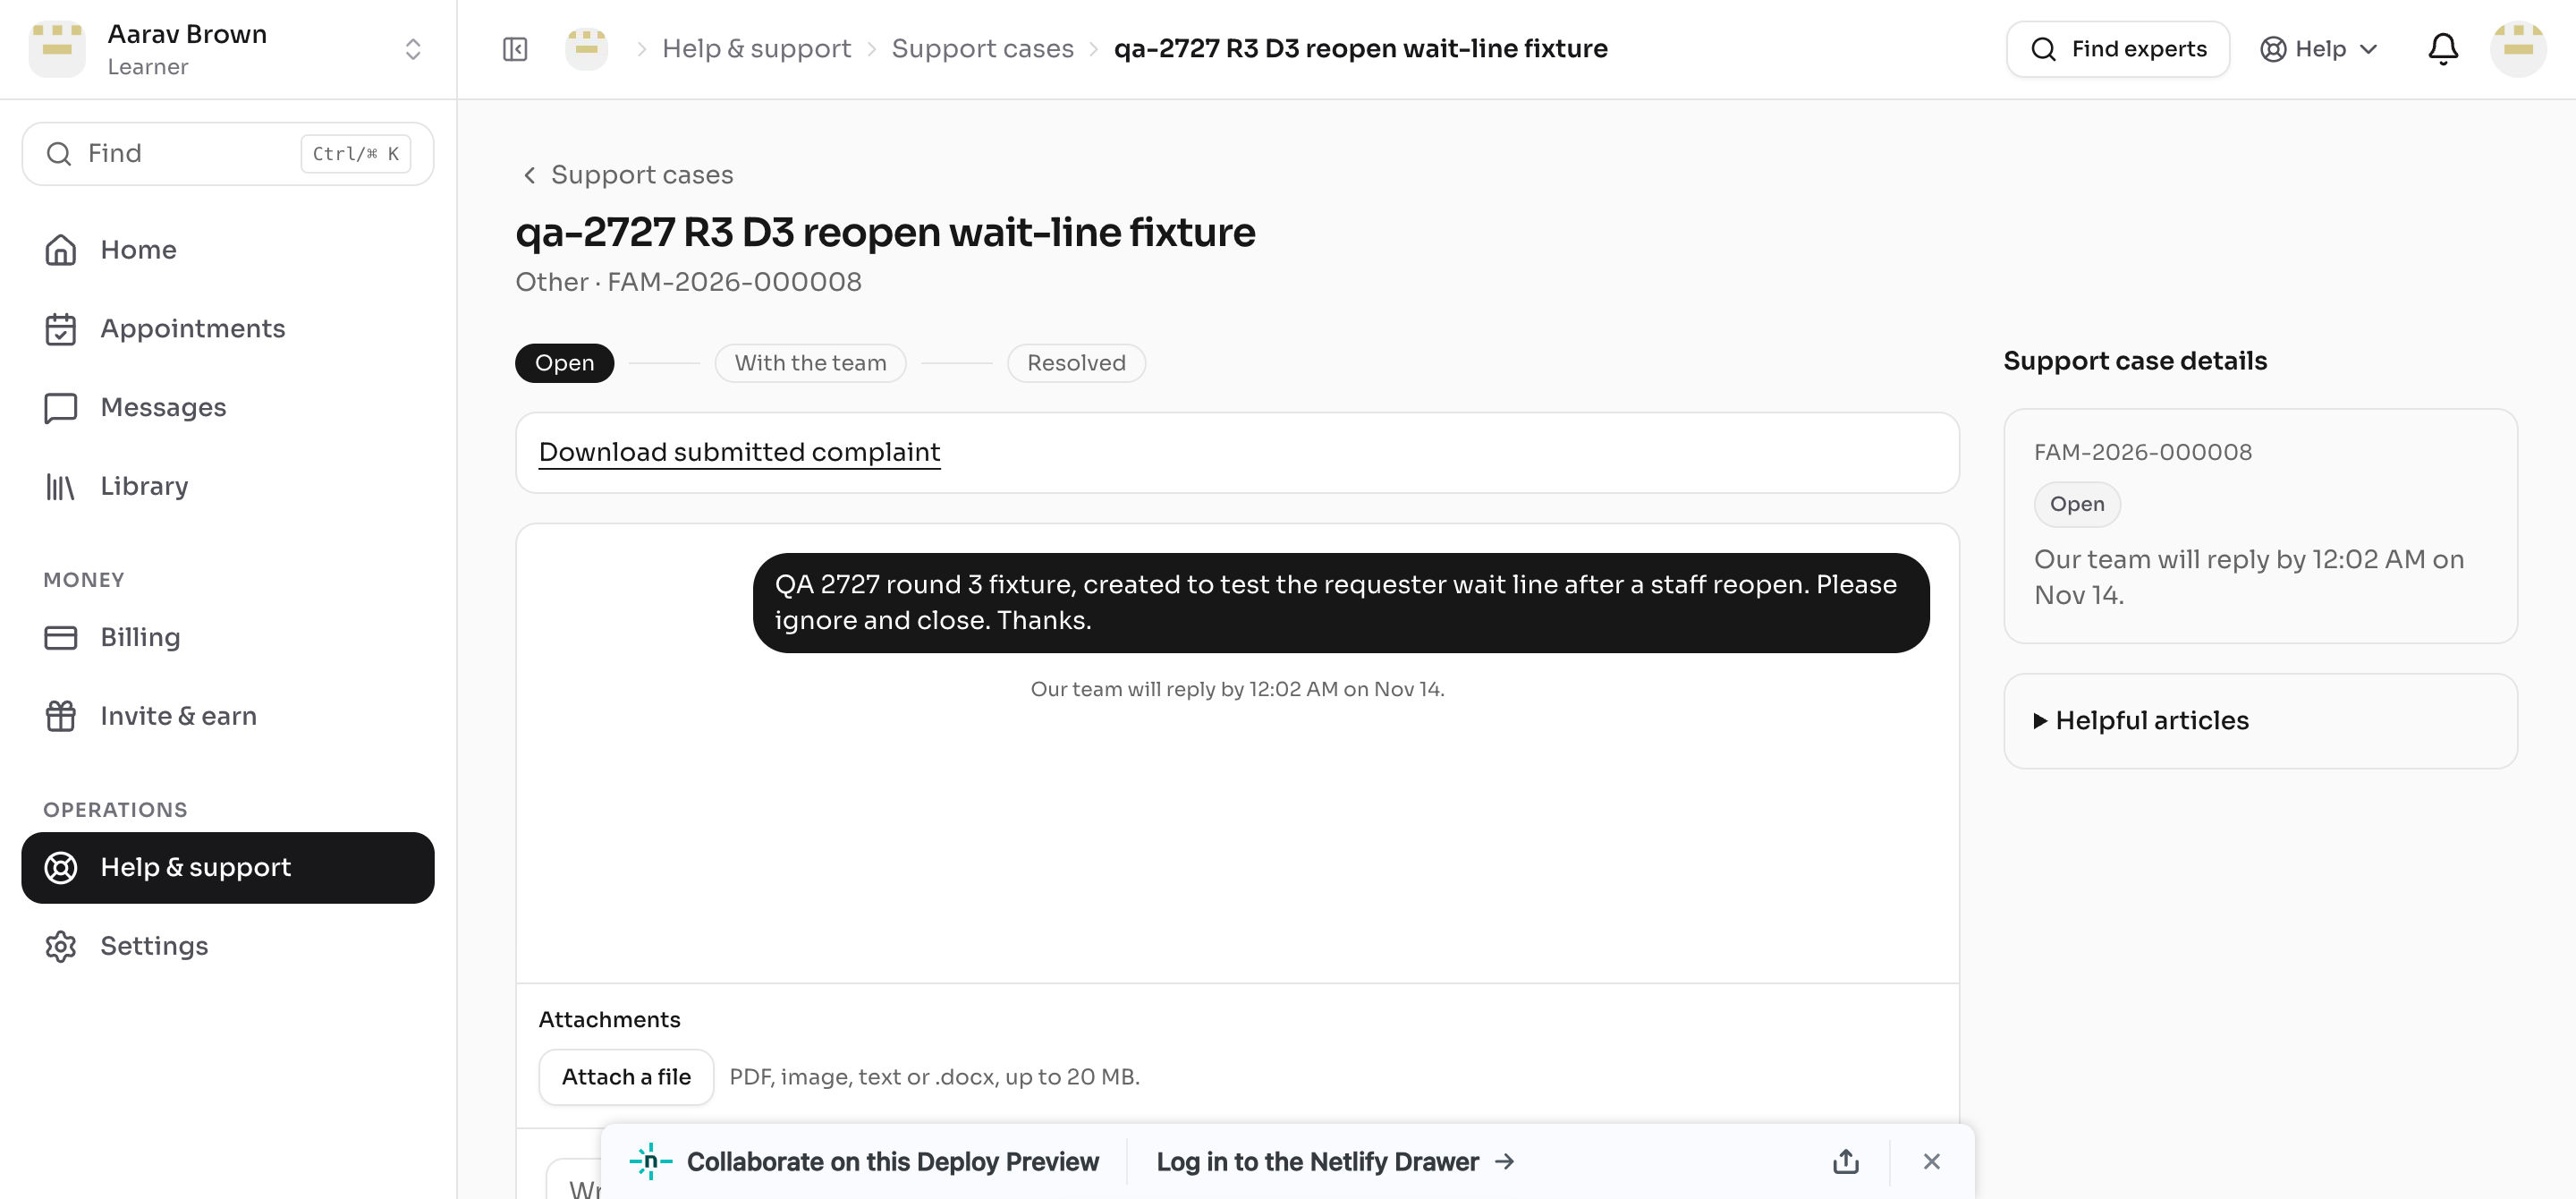 Aarav Brown
Learner
Find
Ctrl/⌘ K
Home
Appointments
Messages
Library
MONEY
Billing
Invite & earn
OPERATIONS
Help & support
Settings
Help & support
Support cases
qa-2727 R3 D3 reopen wait-line fixture
Find experts
Help
Support cases
qa-2727 R3 D3 reopen wait-line fixture
Other · FAM-2026-000008
Open
With the team
Resolved
Download submitted complaint
QA 2727 round 3 fixture, created to test the requester wait line after a staff reopen. Please
ignore and close. Thanks.
Our team will reply by 12:02 AM on Nov 14.
Attachments
Attach a file
PDF, image, text or .docx, up to 20 MB.
Support case details
FAM-2026-000008
Open
Our team will reply by 12:02 AM on
Nov 14.
Helpful articles
Collaborate on this Deploy Preview
Log in to the Netlify Drawer →